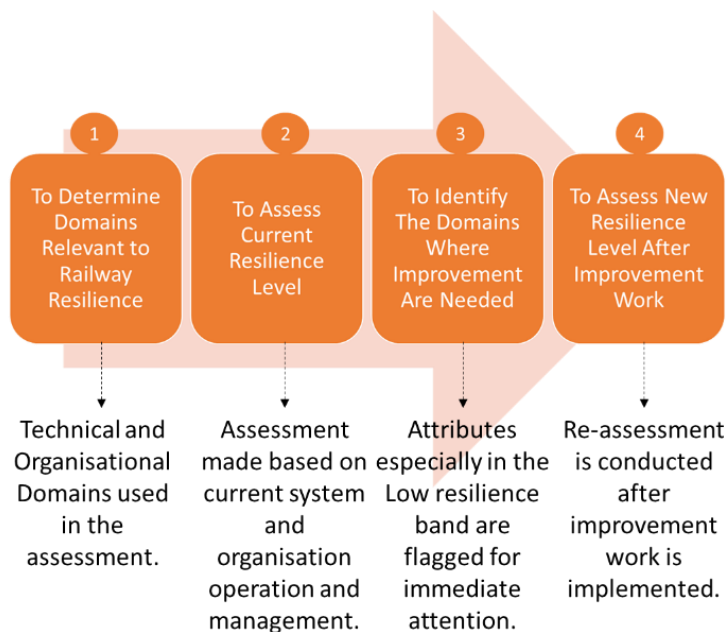 1
To Determine
Domains
Relevant to
Railway
Resilience
2
To Assess
Current
Resilience
Level
3
To Identify
The Domains
Where
Improvement
Are Needed
4
To Assess New
Resilience
Level After
Improvement
Work
Technical and
Organisational
Domains used
in the
assessment.
Assessment
made based on
current system
and
organisation
operation and
management.
Attributes
especially in the
Low resilience
band are
flagged for
immediate
attention.
Re-assessment
is conducted
after
improvement
work is
implemented.